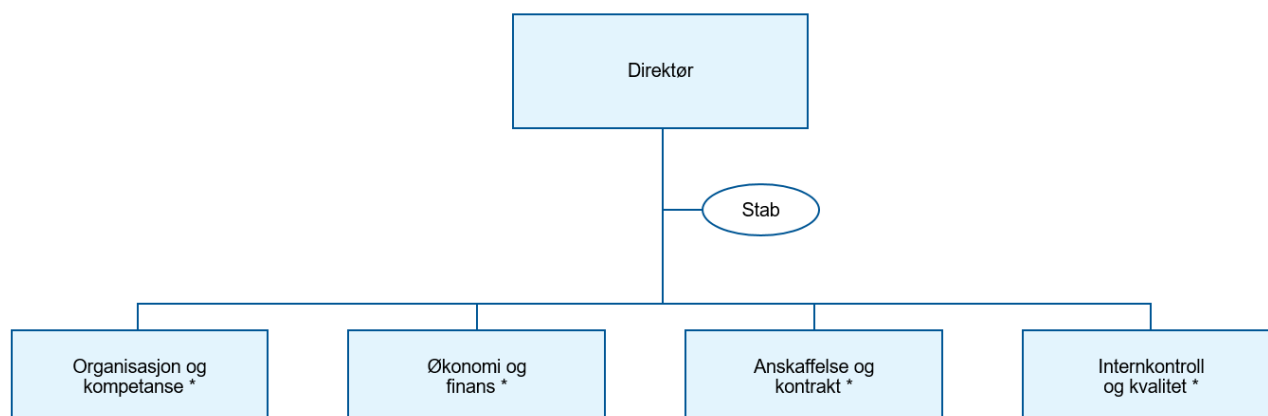 Direktør
Stab
Organisasjon og
kompetanse *
Økonomi og
finans *
Anskaffelse og
kontrakt *
Internkontroll
og kvalitet *